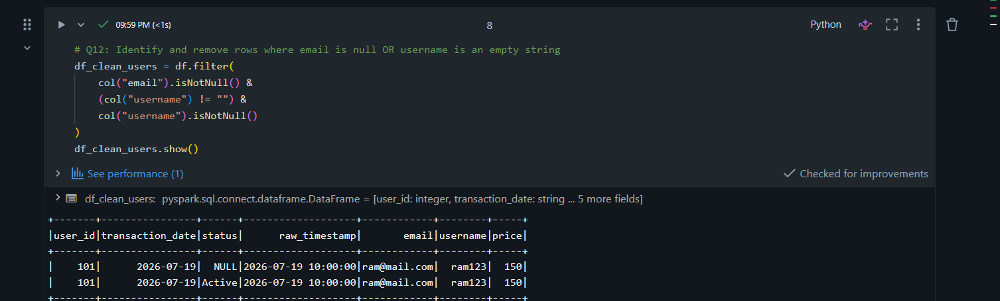 09:59 PM (<1s)
8
Python
# Q12: Identify and remove rows where email is null OR username is an empty string
df_clean_users = df.filter(
    col("email").isNotNull() &
    (col("username") != "") &
    col("username").isNotNull()
)
df_clean_users.show()
See performance (1)
Checked for improvements
df_clean_users: pyspark.sql.connect.dataframe.DataFrame = [user_id: integer, transaction_date: string ... 5 more fields]
+-------+----------------+------+-------------------+------------+--------+-----+
|user_id|transaction_date|status|      raw_timestamp|       email|username|price|
+-------+----------------+------+-------------------+------------+--------+-----+
|    101|      2026-07-19|  NULL|2026-07-19 10:00:00|ram@mail.com|  ram123|  150|
|    101|      2026-07-19|Active|2026-07-19 10:00:00|ram@mail.com|  ram123|  150|
+-------+----------------+------+-------------------+------------+--------+-----+